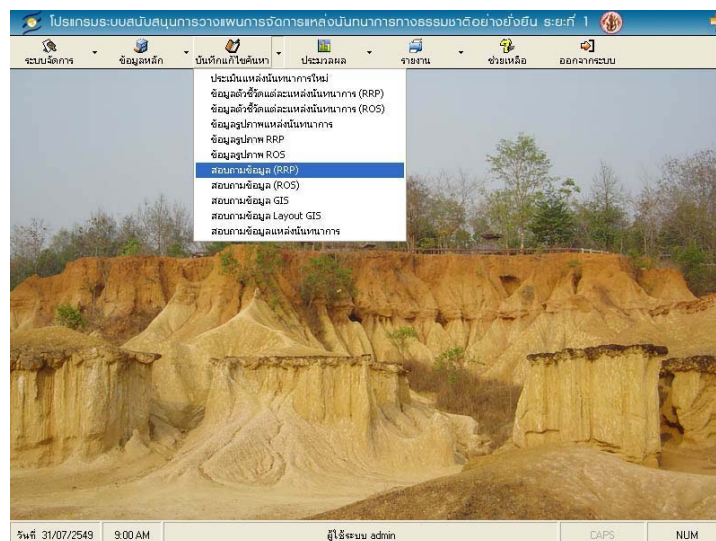 โปรแกรมระบบสนับสนุนการวางแผนการจัดการแหล่งนันทนาการทางธรรมชาติอย่างยั่งยืน ระยะที่ 1
ระบบจัดการ ข้อมูลหลัก บันทึกแก้ไขค้นหา ประมวลผล รายงาน ช่วยเหลือ ออกจากระบบ
ประเมินแหล่งนันทนาการใหม่
ข้อมูลตัวชี้วัดแต่ละแหล่งนันทนาการ (RRP)
ข้อมูลตัวชี้วัดแต่ละแหล่งนันทนาการ (ROS)
ข้อมูลรูปภาพแหล่งนันทนาการ
ข้อมูลรูปภาพ RRP
ข้อมูลรูปภาพ ROS
สอบถามข้อมูล (RRP)
สอบถามข้อมูล (ROS)
สอบถามข้อมูล GIS
สอบถามข้อมูล Layout GIS
สอบถามข้อมูลแหล่งนันทนาการ
วันที่ 31/07/2549 9:00 AM ผู้ใช้ระบบ admin CAPS NUM